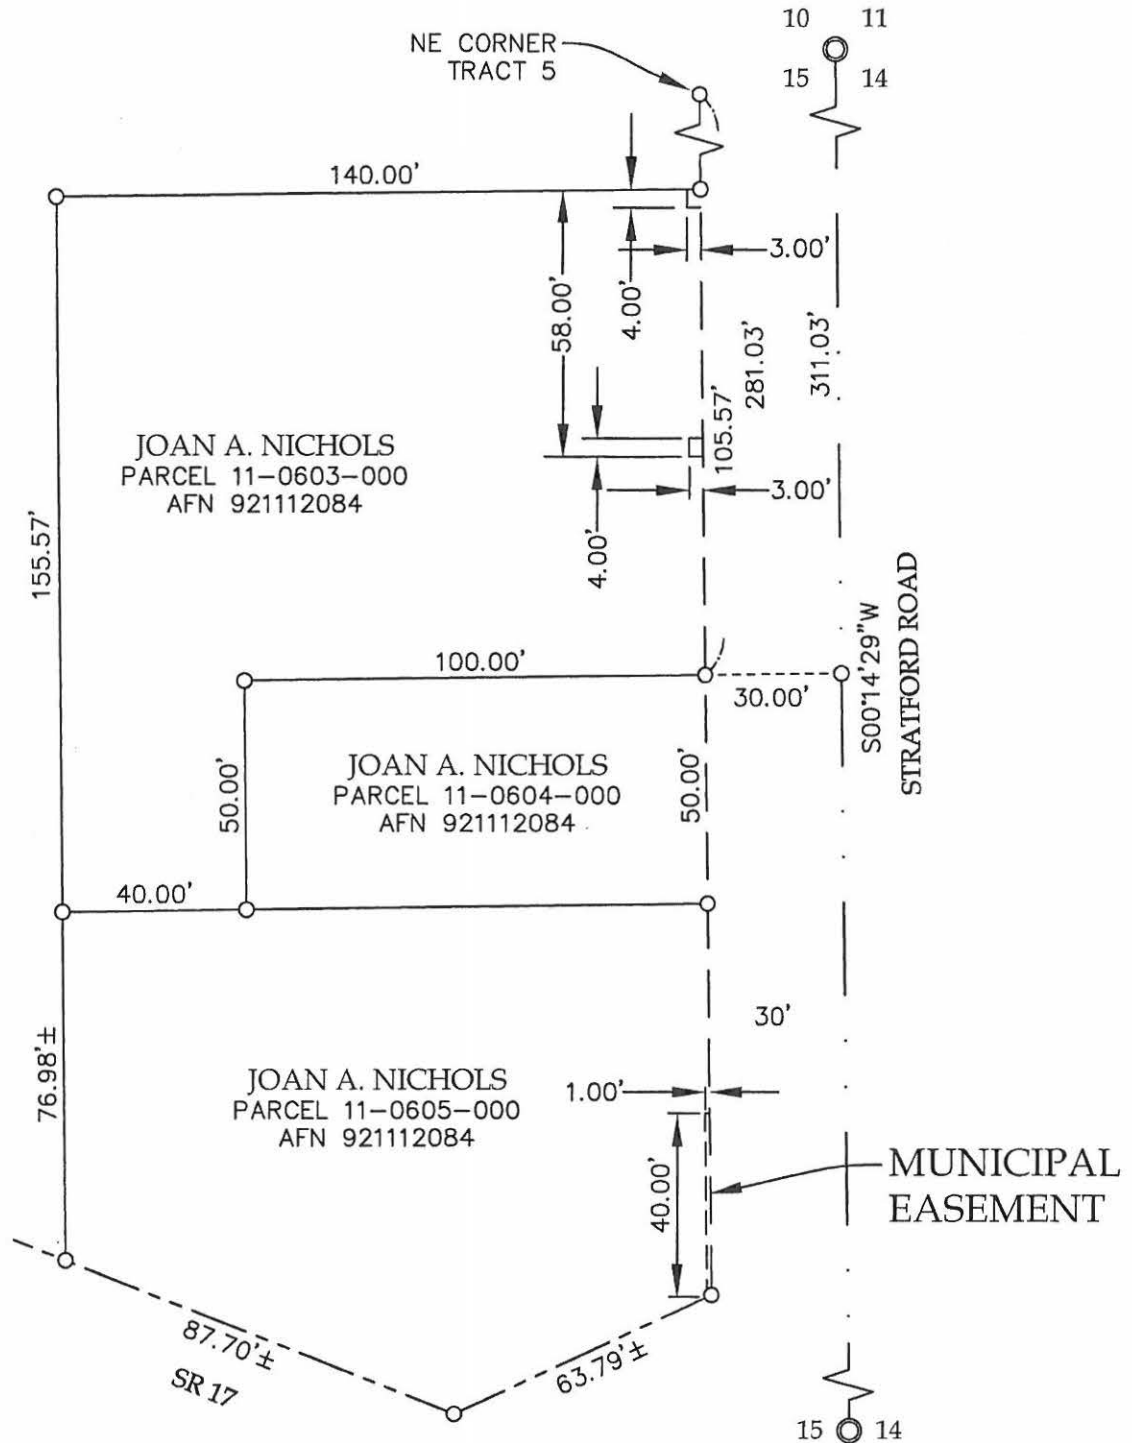 10 11
15 14
NE CORNER
TRACT 5
140.00'
3.00'
4.00'
58.00'
281.03'
311.03'
105.57'
JOAN A. NICHOLS
PARCEL 11-0603-000
AFN 921112084
3.00'
4.00'
155.57'
100.00'
30.00'
S00°14'29"W
STRATFORD ROAD
JOAN A. NICHOLS
PARCEL 11-0604-000
AFN 921112084
50.00'
50.00'
40.00'
30'
76.98'±
JOAN A. NICHOLS
PARCEL 11-0605-000
AFN 921112084
1.00'
40.00'
MUNICIPAL
EASEMENT
87.70'±
SR 17
63.79'±
15 14